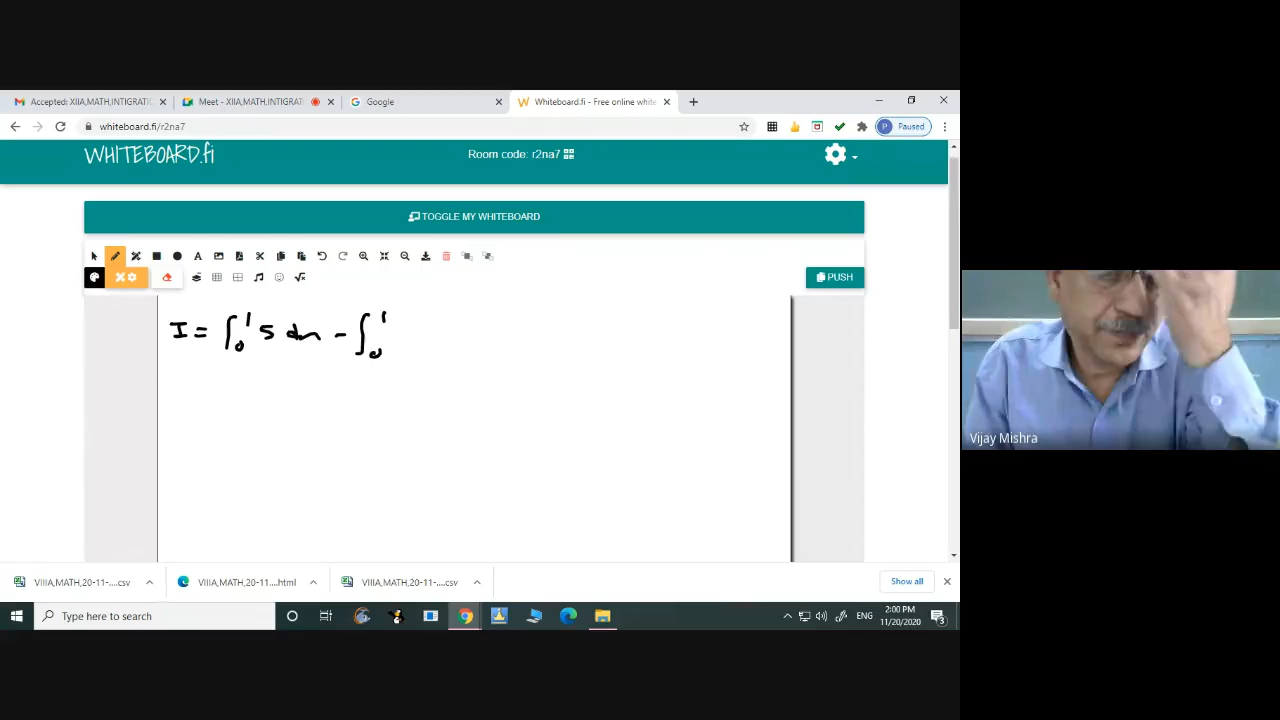 Accepted: XIIA,MATH,INTIGRATIC
Meet - XIIA,MATH,INTIGRATI
Google
Whiteboard.fi - Free online white
whiteboard.fi/r2na7
P Paused
WHITEBOARD.fi
Room code: r2na7
TOGGLE MY WHITEBOARD
A
√x
PUSH
I = ∫₀¹ 5 dx - ∫₀¹
Vijay Mishra
VIIIA,MATH,20-11-....csv
VIIIA,MATH,20-11....html
VIIIA,MATH,20-11-....csv
Show all
Type here to search
ENG
2:00 PM
11/20/2020
3